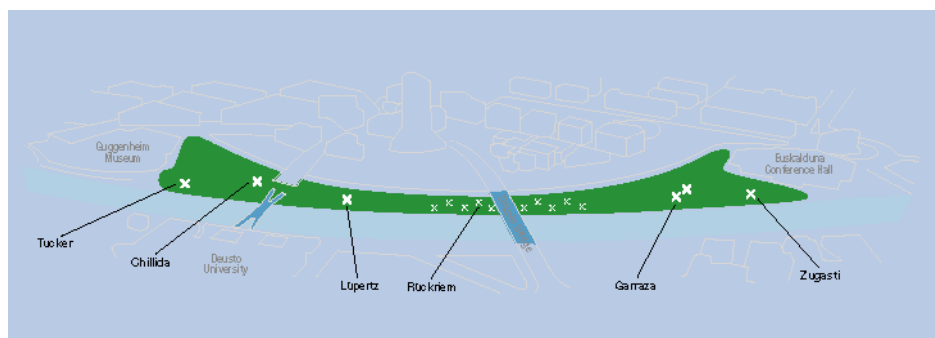 Guggenheim
Museum
Euskalduna
Conference Hall
Tucker
Chillida
Deusto
University
Lüpertz
Rückriem
Garraza
Zugasti